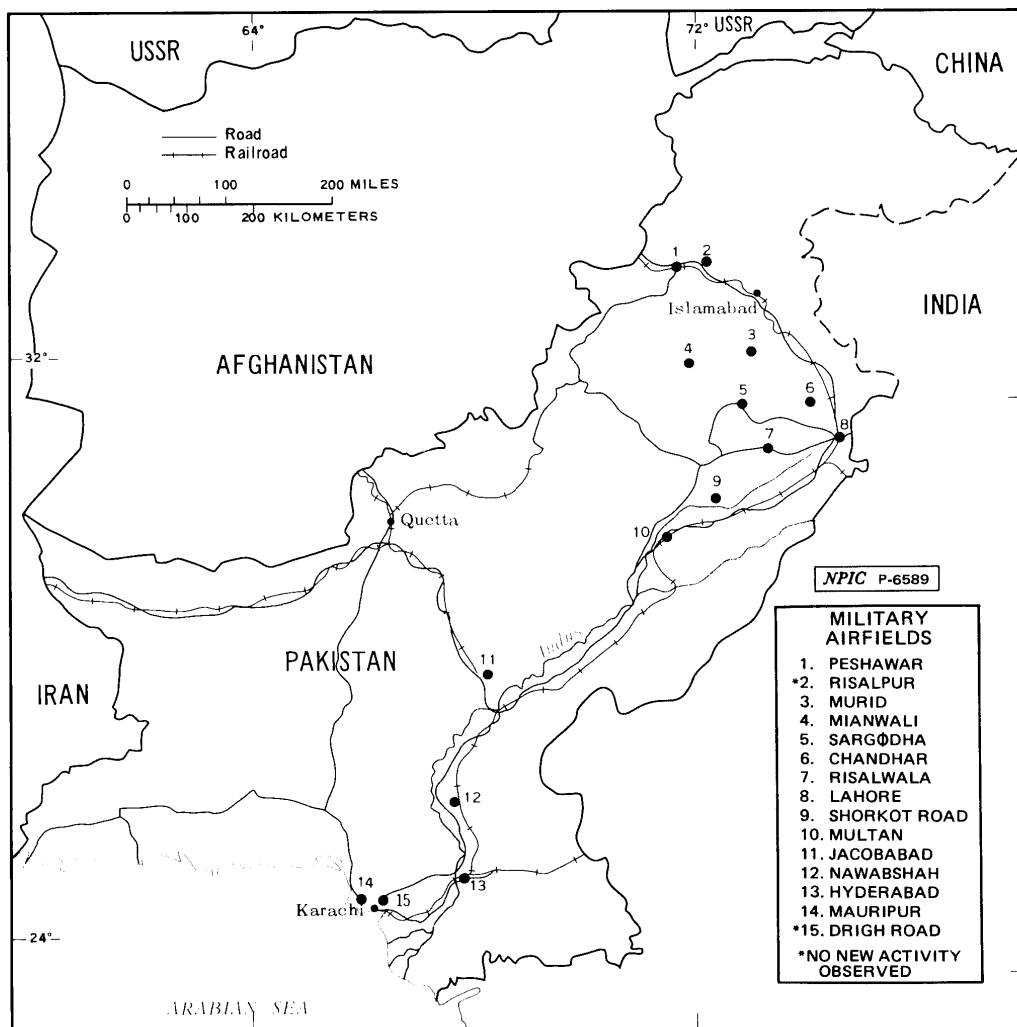 64°
72°
USSR
USSR
CHINA
Road
Railroad
0 100 200 MILES
0 100 200 KILOMETERS
1
2
Islamabad
INDIA
3
4
32°
AFGHANISTAN
5
6
7
8
9
Quetta
10
NPIC P-6589
Indus
PAKISTAN
11
IRAN
12
13
14
15
Karachi
24°
ARABIAN SEA
MILITARY
AIRFIELDS
1. PESHAWAR
*2. RISALPUR
3. MURID
4. MIANWALI
5. SARGODHA
6. CHANDHAR
7. RISALWALA
8. LAHORE
9. SHORKOT ROAD
10. MULTAN
11. JACOBABAD
12. NAWABSHAH
13. HYDERABAD
14. MAURIPUR
*15. DRIGH ROAD
*NO NEW ACTIVITY
OBSERVED